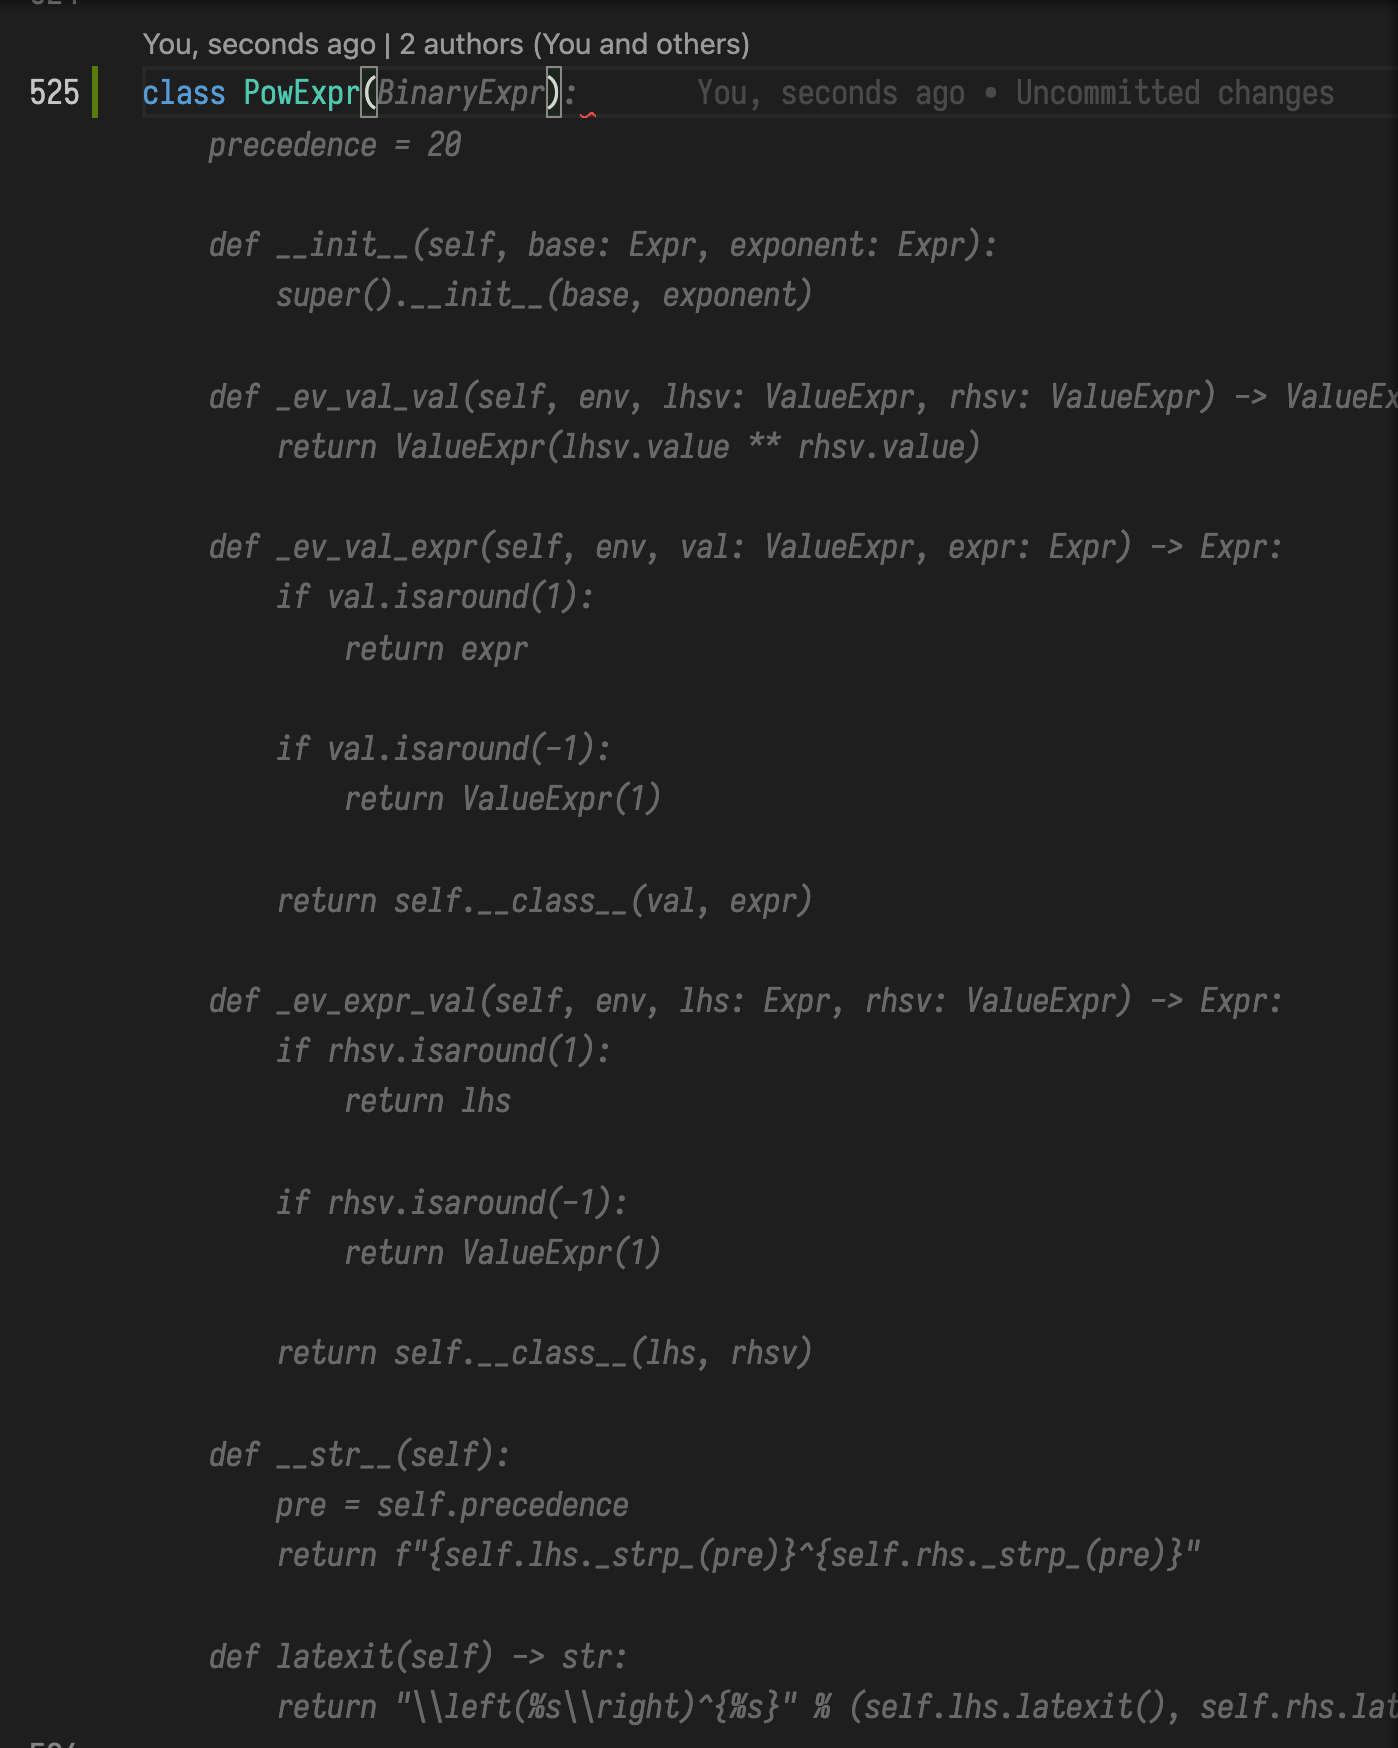 You, seconds ago | 2 authors (You and others)
525 class PowExpr(BinaryExpr): You, seconds ago • Uncommitted changes
precedence = 20
def __init__(self, base: Expr, exponent: Expr):
super().__init__(base, exponent)
def _ev_val_val(self, env, lhsv: ValueExpr, rhsv: ValueExpr) -> ValueEx
return ValueExpr(lhsv.value ** rhsv.value)
def _ev_val_expr(self, env, val: ValueExpr, expr: Expr) -> Expr:
if val.isaround(1):
return expr
if val.isaround(-1):
return ValueExpr(1)
return self.__class__(val, expr)
def _ev_expr_val(self, env, lhs: Expr, rhsv: ValueExpr) -> Expr:
if rhsv.isaround(1):
return lhs
if rhsv.isaround(-1):
return ValueExpr(1)
return self.__class__(lhs, rhsv)
def __str__(self):
pre = self.precedence
return f"{self.lhs._strp_(pre)}^{self.rhs._strp_(pre)}"
def latexit(self) -> str:
return "\\left(%s\\right)^{%s}" % (self.lhs.latexit(), self.rhs.lat